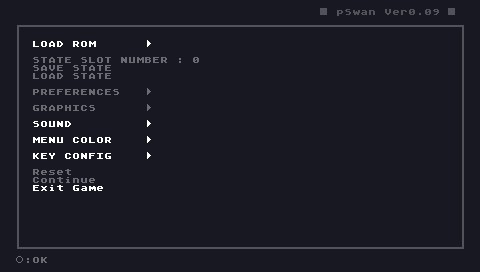 pSwan Ver0.09
LOAD ROM
STATE SLOT NUMBER : 0
SAVE STATE
LOAD STATE
PREFERENCES
GRAPHICS
SOUND
MENU COLOR
KEY CONFIG
Reset
Continue
Exit Game
○:OK